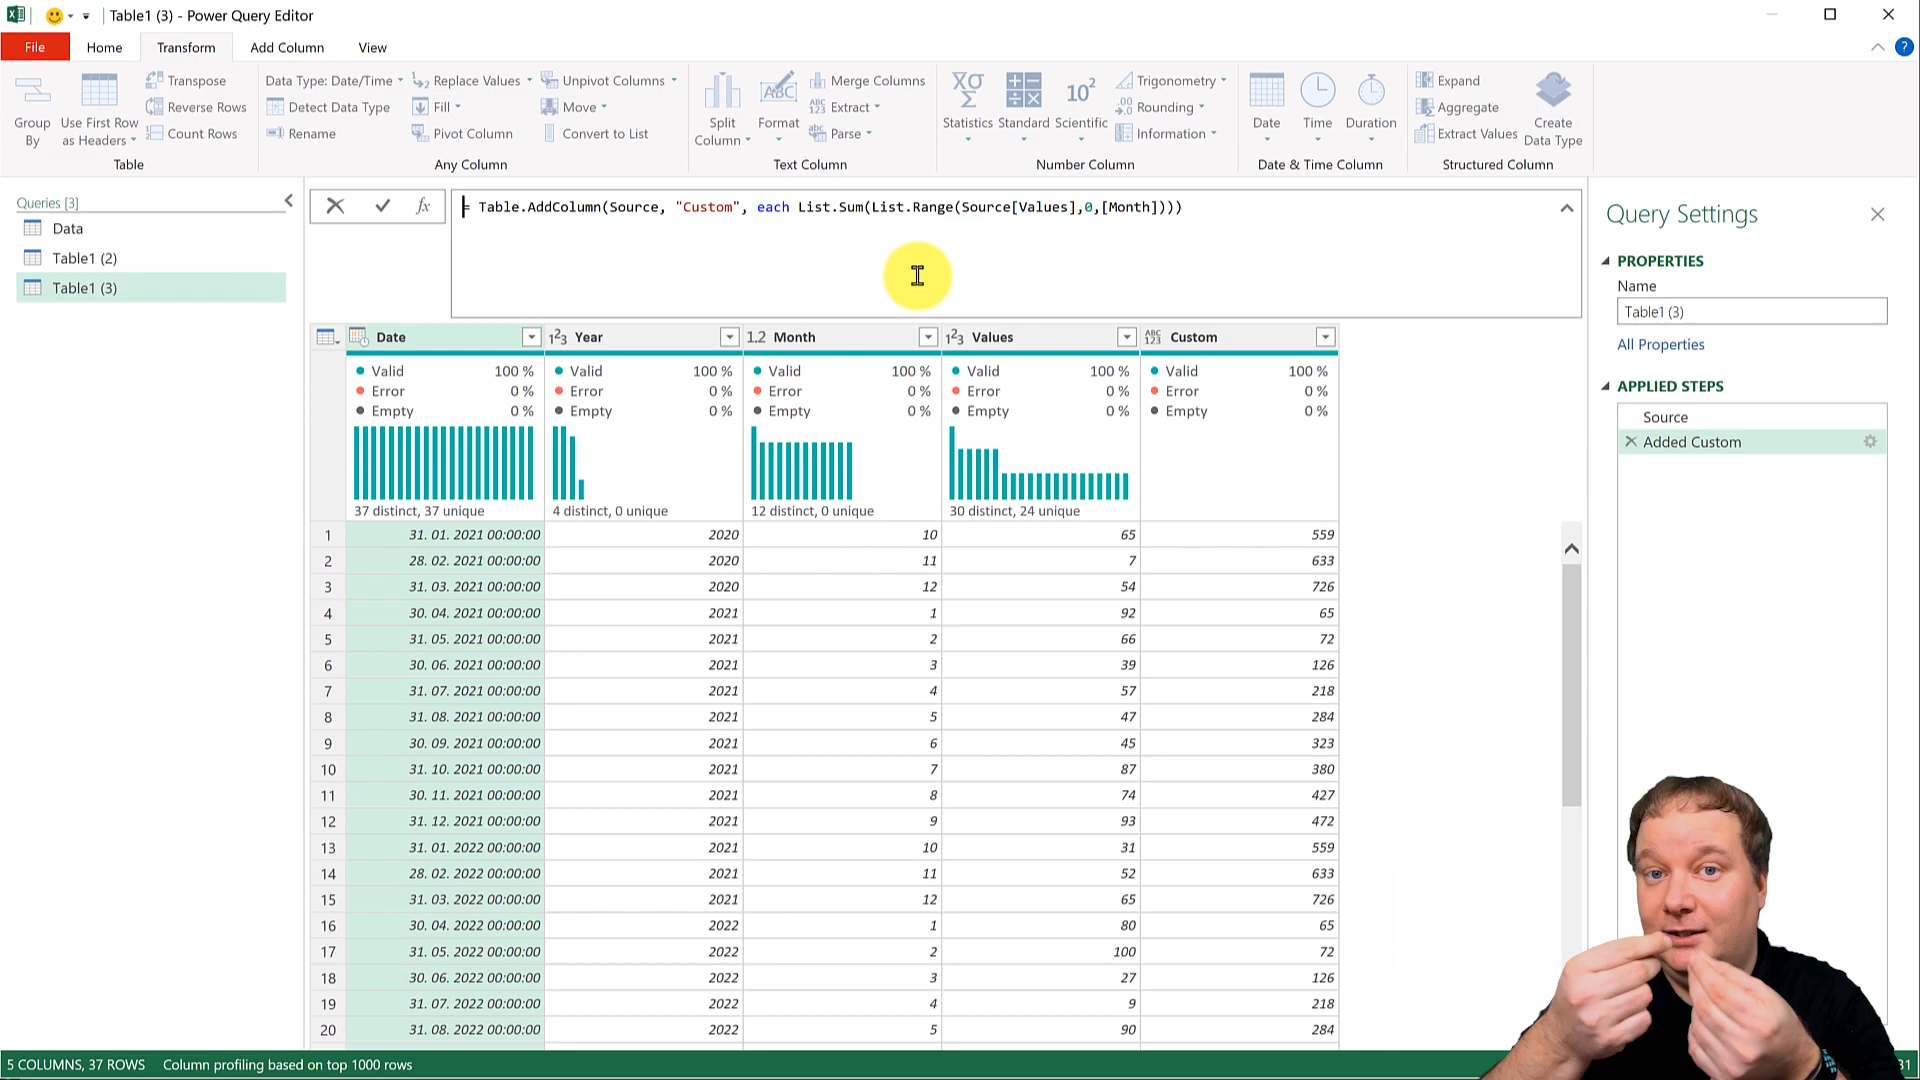 Table1 (3) - Power Query Editor
File
Home
Transform
Add Column
View
Group By
Use First Row as Headers
Transpose
Reverse Rows
Count Rows
Table
Data Type: Date/Time
Detect Data Type
Rename
Replace Values
Fill
Pivot Column
Unpivot Columns
Move
Convert to List
Any Column
Split Column
Format
Merge Columns
Extract
Parse
Text Column
Statistics
Standard
Scientific
Trigonometry
Rounding
Information
Number Column
Date
Time
Duration
Date & Time Column
Expand
Aggregate
Extract Values
Create Data Type
Structured Column
Queries [3]
Data
Table1 (2)
Table1 (3)
fx
= Table.AddColumn(Source, "Custom", each List.Sum(List.Range(Source[Values],0,[Month])))
Date
1²3 Year
1.2 Month
1²3 Values
ABC 123 Custom
Valid 100 % Valid 100 % Valid 100 % Valid 100 % Valid 100 %
Error 0 % Error 0 % Error 0 % Error 0 % Error 0 %
Empty 0 % Empty 0 % Empty 0 % Empty 0 % Empty 0 %
37 distinct, 37 unique
4 distinct, 0 unique
12 distinct, 0 unique
30 distinct, 24 unique
1 31. 01. 2021 00:00:00 2020 10 65 559
2 28. 02. 2021 00:00:00 2020 11 7 633
3 31. 03. 2021 00:00:00 2020 12 54 726
4 30. 04. 2021 00:00:00 2021 1 92 65
5 31. 05. 2021 00:00:00 2021 2 66 72
6 30. 06. 2021 00:00:00 2021 3 39 126
7 31. 07. 2021 00:00:00 2021 4 57 218
8 31. 08. 2021 00:00:00 2021 5 47 284
9 30. 09. 2021 00:00:00 2021 6 45 323
10 31. 10. 2021 00:00:00 2021 7 87 380
11 30. 11. 2021 00:00:00 2021 8 74 427
12 31. 12. 2021 00:00:00 2021 9 93 472
13 31. 01. 2022 00:00:00 2021 10 31 559
14 28. 02. 2022 00:00:00 2021 11 52 633
15 31. 03. 2022 00:00:00 2021 12 65 726
16 30. 04. 2022 00:00:00 2022 1 80 65
17 31. 05. 2022 00:00:00 2022 2 100 72
18 30. 06. 2022 00:00:00 2022 3 27 126
19 31. 07. 2022 00:00:00 2022 4 9 218
20 31. 08. 2022 00:00:00 2022 5 90 284
Query Settings
PROPERTIES
Name
Table1 (3)
All Properties
APPLIED STEPS
Source
Added Custom
5 COLUMNS, 37 ROWS
Column profiling based on top 1000 rows
31